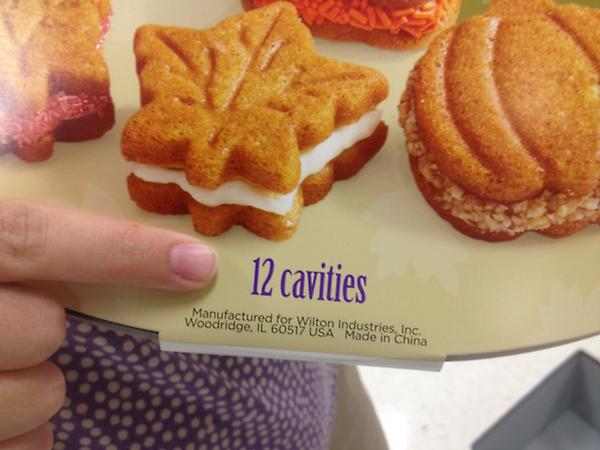 12 cavities
Manufactured for Wilton Industries, Inc.
Woodridge, IL 60517 USA Made in China